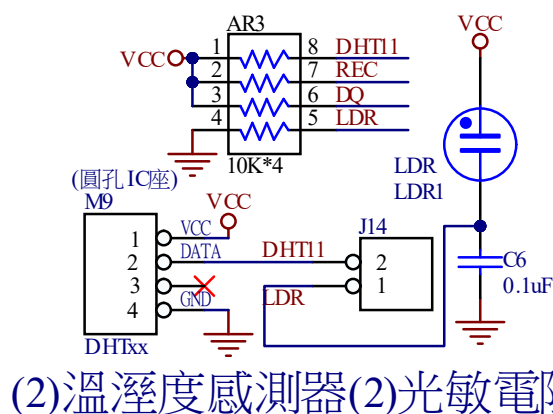 AR3
VCC
1 8 DHT11
2 7 REC
3 6 DQ
4 5 LDR
10K*4
VCC
LDR
LDR1
C6
0.1uF
(圓孔IC座)
M9
VCC
1 VCC
2 DATA
3
4 GND
DHTxx
DHT11
LDR
J14
2
1
(2)溫溼度感測器(2)光敏電阻